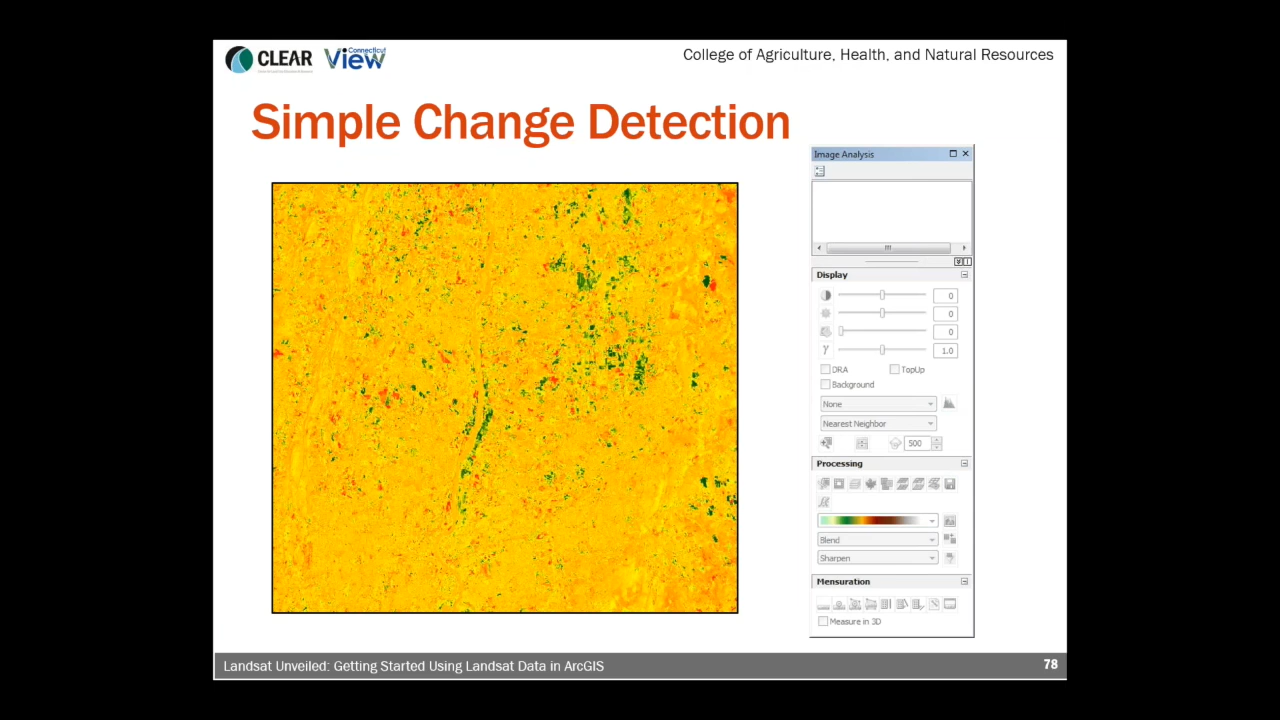 CLEAR
Connecticut
View
College of Agriculture, Health, and Natural Resources
Simple Change Detection
Image Analysis
Display
0
0
0
γ
1.0
DRA
TopUp
Background
None
Nearest Neighbor
500
Processing
Blend
Sharpen
Mensuration
Measure in 3D
Landsat Unveiled: Getting Started Using Landsat Data in ArcGIS
78